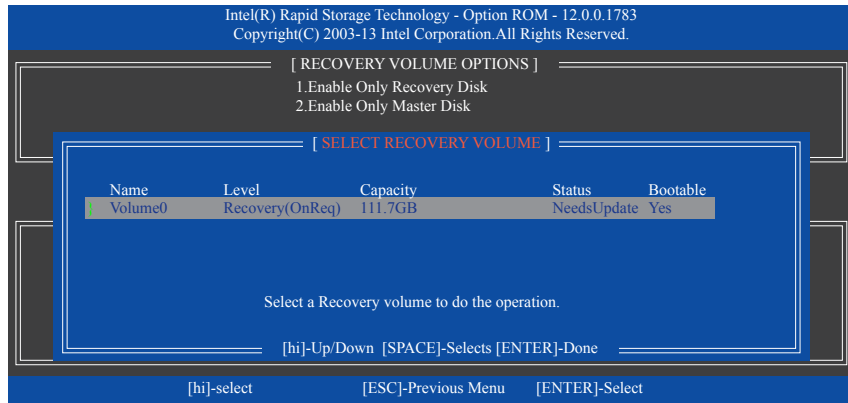 Intel(R) Rapid Storage Technology - Option ROM - 12.0.0.1783
Copyright(C) 2003-13 Intel Corporation.All Rights Reserved.
[ RECOVERY VOLUME OPTIONS ]
1.Enable Only Recovery Disk
2.Enable Only Master Disk
[ SELECT RECOVERY VOLUME ]
Name Level Capacity Status Bootable
Volume0 Recovery(OnReq) 111.7GB NeedsUpdate Yes
Select a Recovery volume to do the operation.
[hi]-Up/Down [SPACE]-Selects [ENTER]-Done
[hi]-select [ESC]-Previous Menu [ENTER]-Select